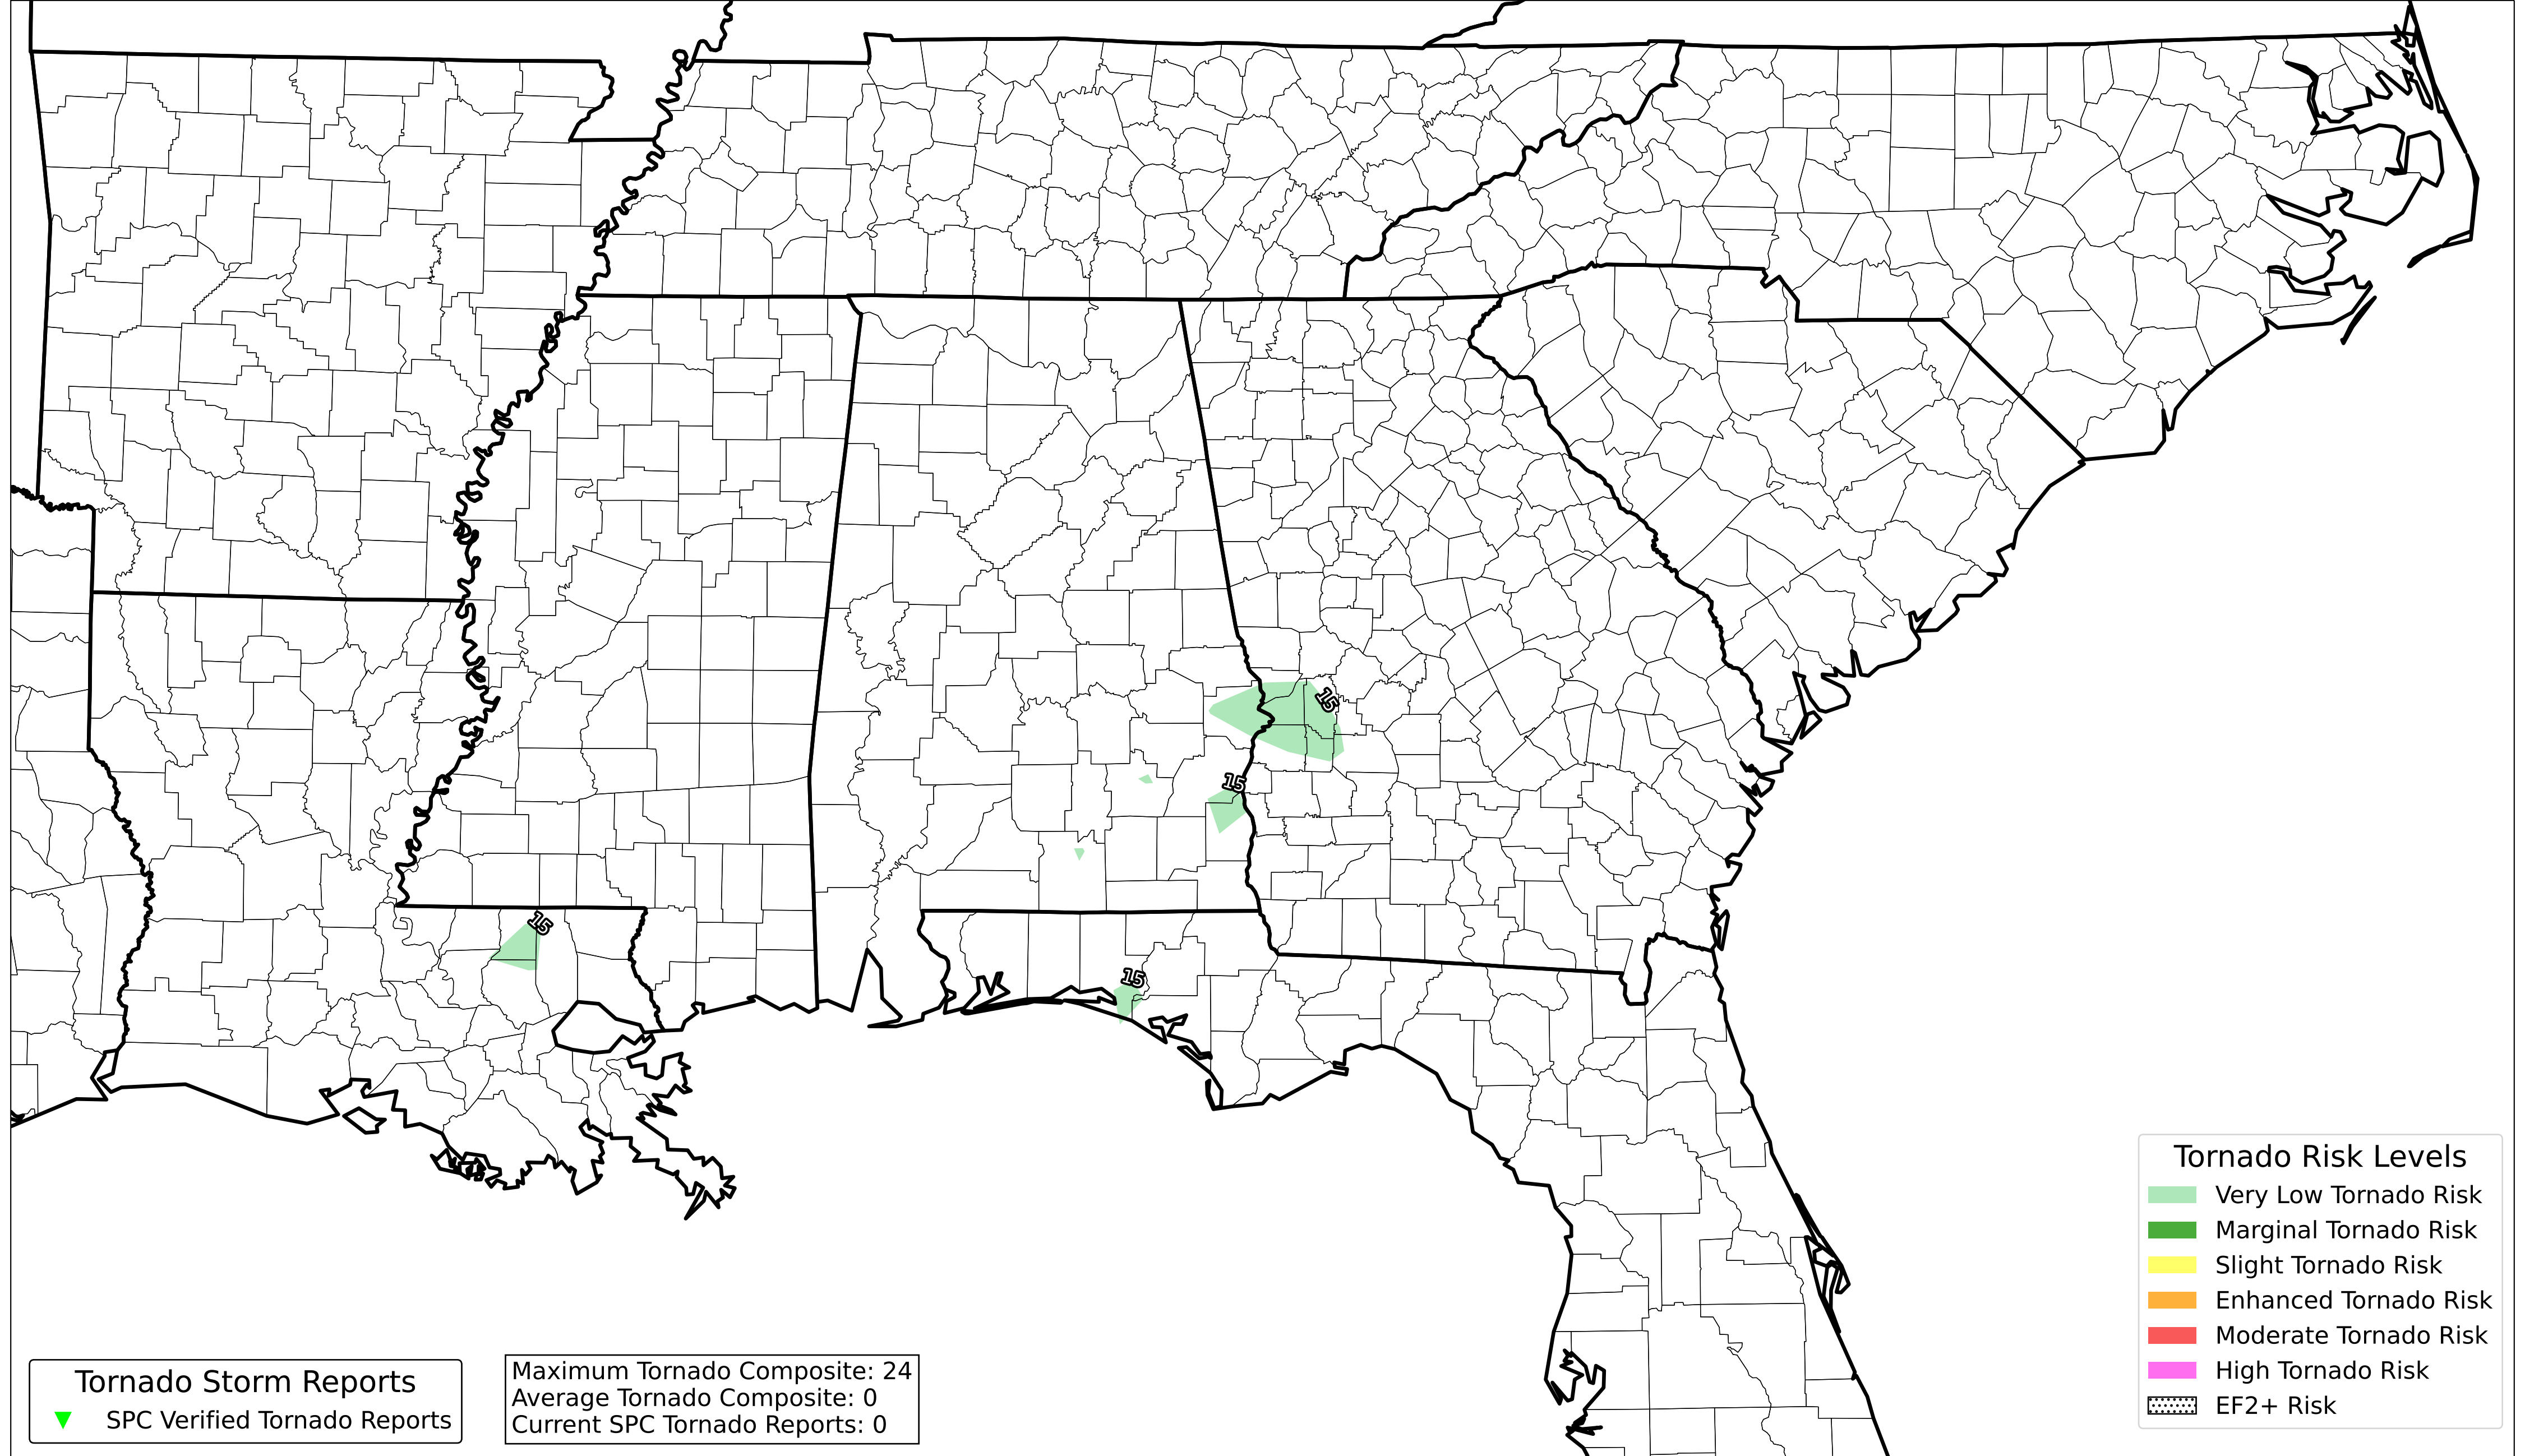 15
15
15
15
Tornado Risk Levels
Very Low Tornado Risk
Marginal Tornado Risk
Slight Tornado Risk
Enhanced Tornado Risk
Moderate Tornado Risk
High Tornado Risk
EF2+ Risk
Tornado Storm Reports
SPC Verified Tornado Reports
Maximum Tornado Composite: 24
Average Tornado Composite: 0
Current SPC Tornado Reports: 0